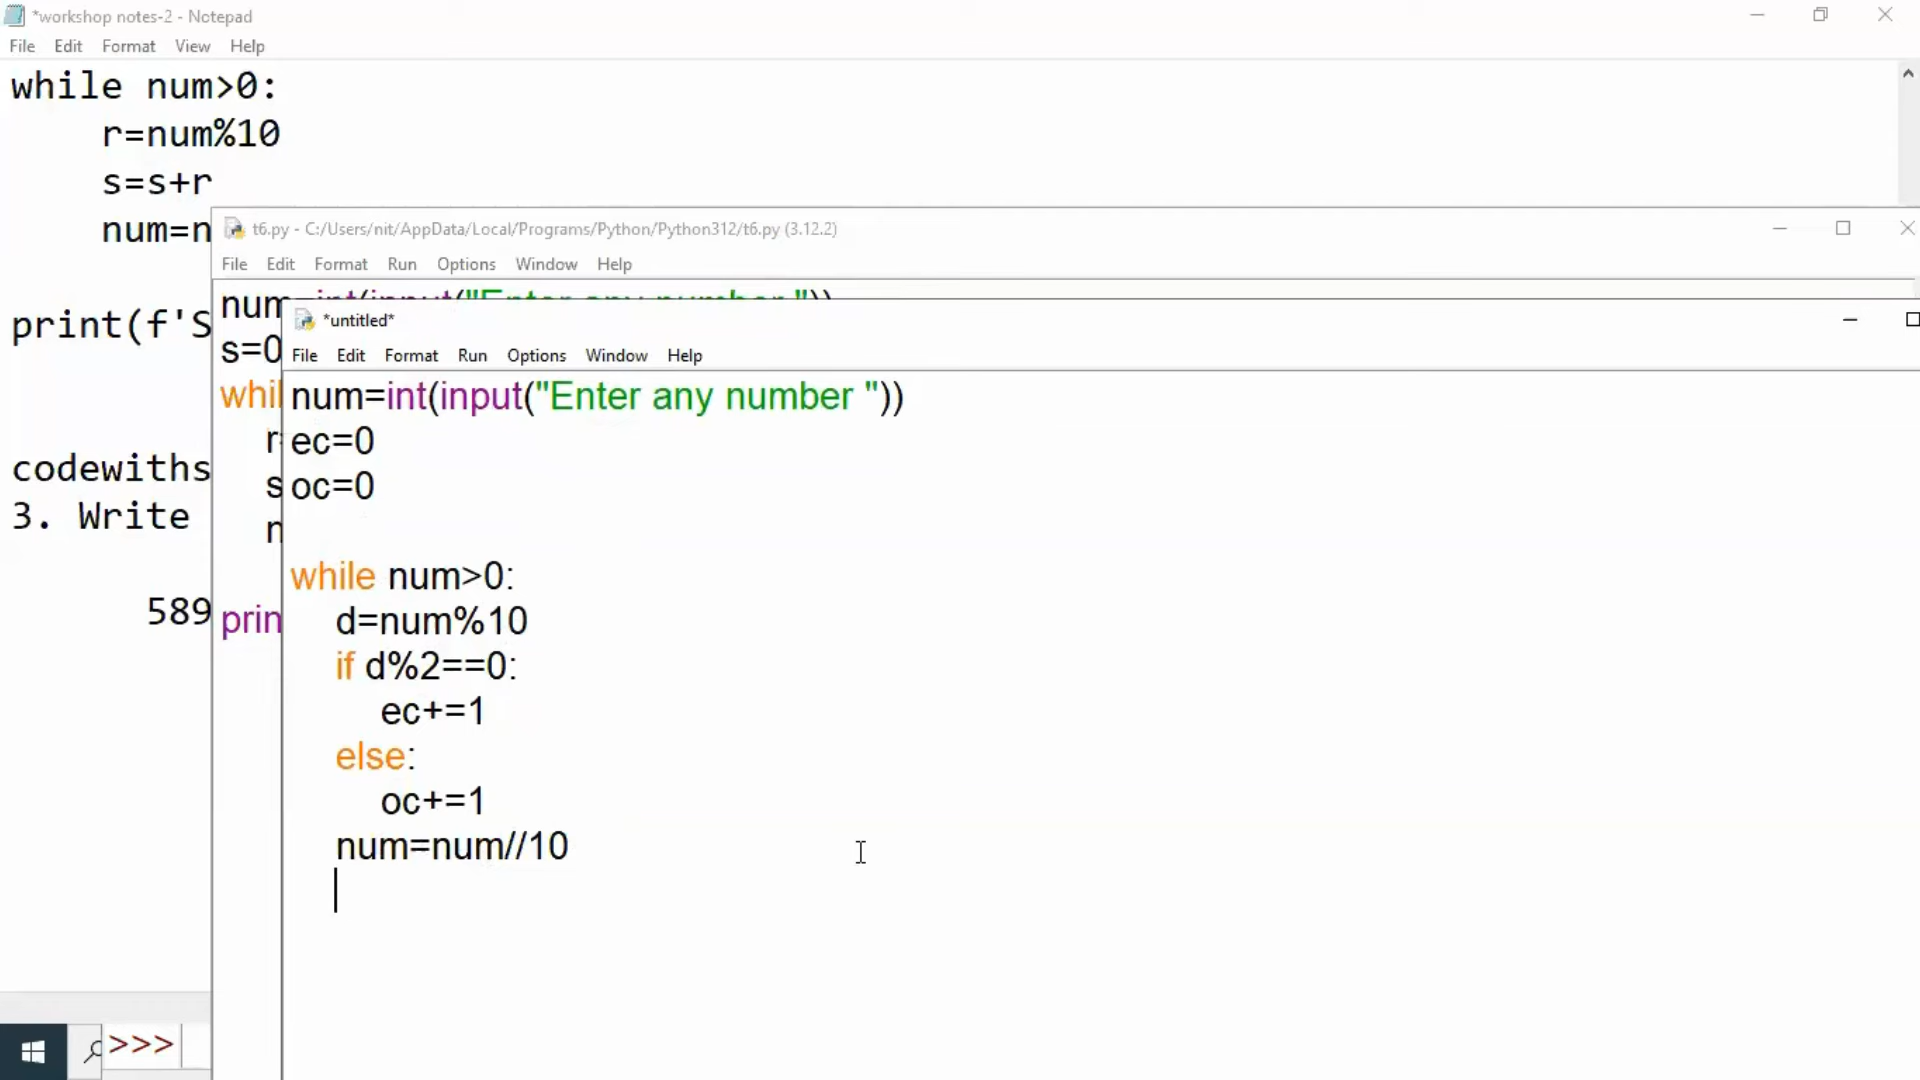 *workshop notes-2 - Notepad
File Edit Format View Help
while num>0:
r=num%10
s=s+r
num=n
print(f'S
codewiths
3. Write
589
t6.py - C:/Users/nit/AppData/Local/Programs/Python/Python312/t6.py (3.12.2)
File Edit Format Run Options Window Help
num=int(input("Enter any number "))
s=0
whil
r
s
n
prin
*untitled*
File Edit Format Run Options Window Help
num=int(input("Enter any number "))
ec=0
oc=0
while num>0:
d=num%10
if d%2==0:
ec+=1
else:
oc+=1
num=num//10
>>>